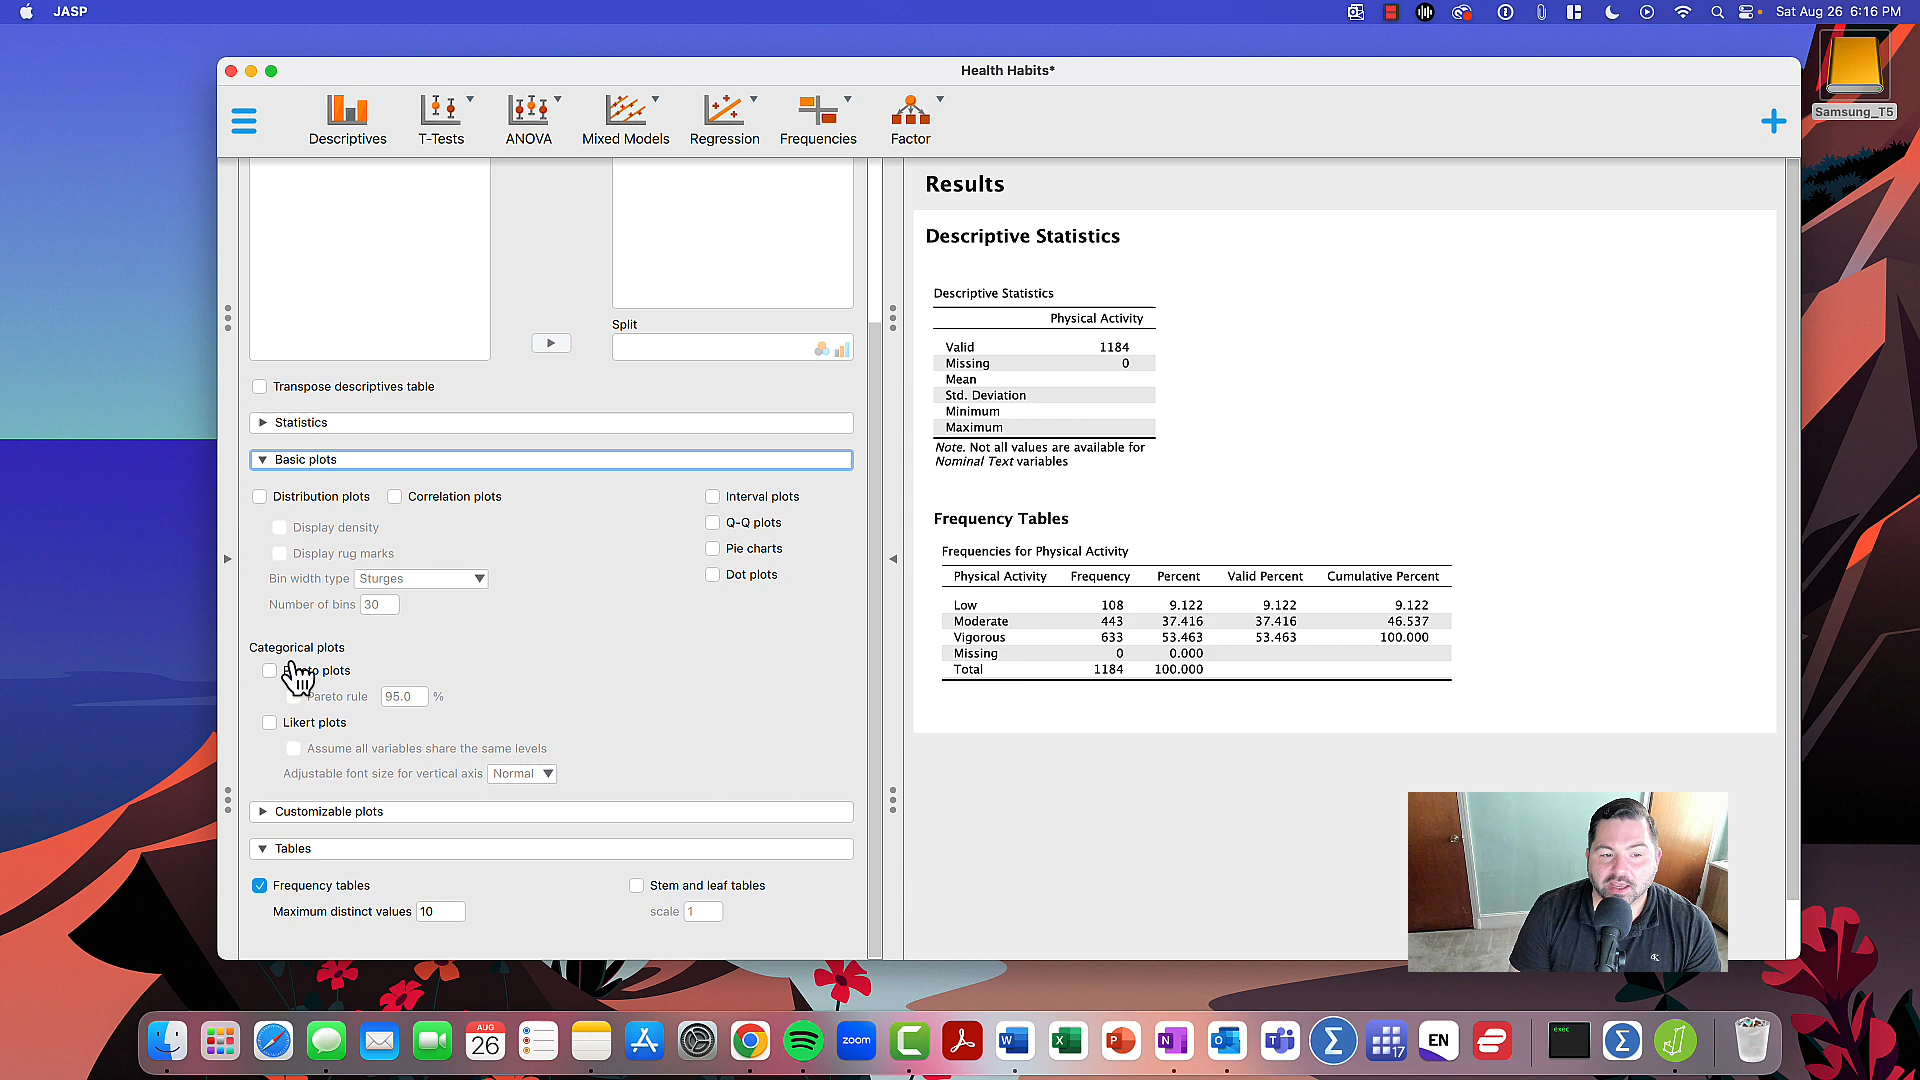 JASP
Sat Aug 26 6:16 PM
Health Habits*
Samsung_T5
Descriptives
T-Tests
ANOVA
Mixed Models
Regression
Frequencies
Factor
Split
Transpose descriptives table
Statistics
Basic plots
Distribution plots
Correlation plots
Interval plots
Q-Q plots
Display density
Display rug marks
Pie charts
Bin width type Sturges
Dot plots
Number of bins 30
Categorical plots
plots
Pareto rule 95.0 %
Likert plots
Assume all variables share the same levels
Adjustable font size for vertical axis Normal
Customizable plots
Tables
Frequency tables
Stem and leaf tables
Maximum distinct values 10
scale 1
Results
Descriptive Statistics
Descriptive Statistics
Physical Activity
Valid 1184
Missing 0
Mean
Std. Deviation
Minimum
Maximum
Note. Not all values are available for
Nominal Text variables
Frequency Tables
Frequencies for Physical Activity
Physical Activity Frequency Percent Valid Percent Cumulative Percent
Low 108 9.122 9.122 9.122
Moderate 443 37.416 37.416 46.537
Vigorous 633 53.463 53.463 100.000
Missing 0 0.000
Total 1184 100.000
AUG
26
zoom
W
X
P
N
17
EN
exec